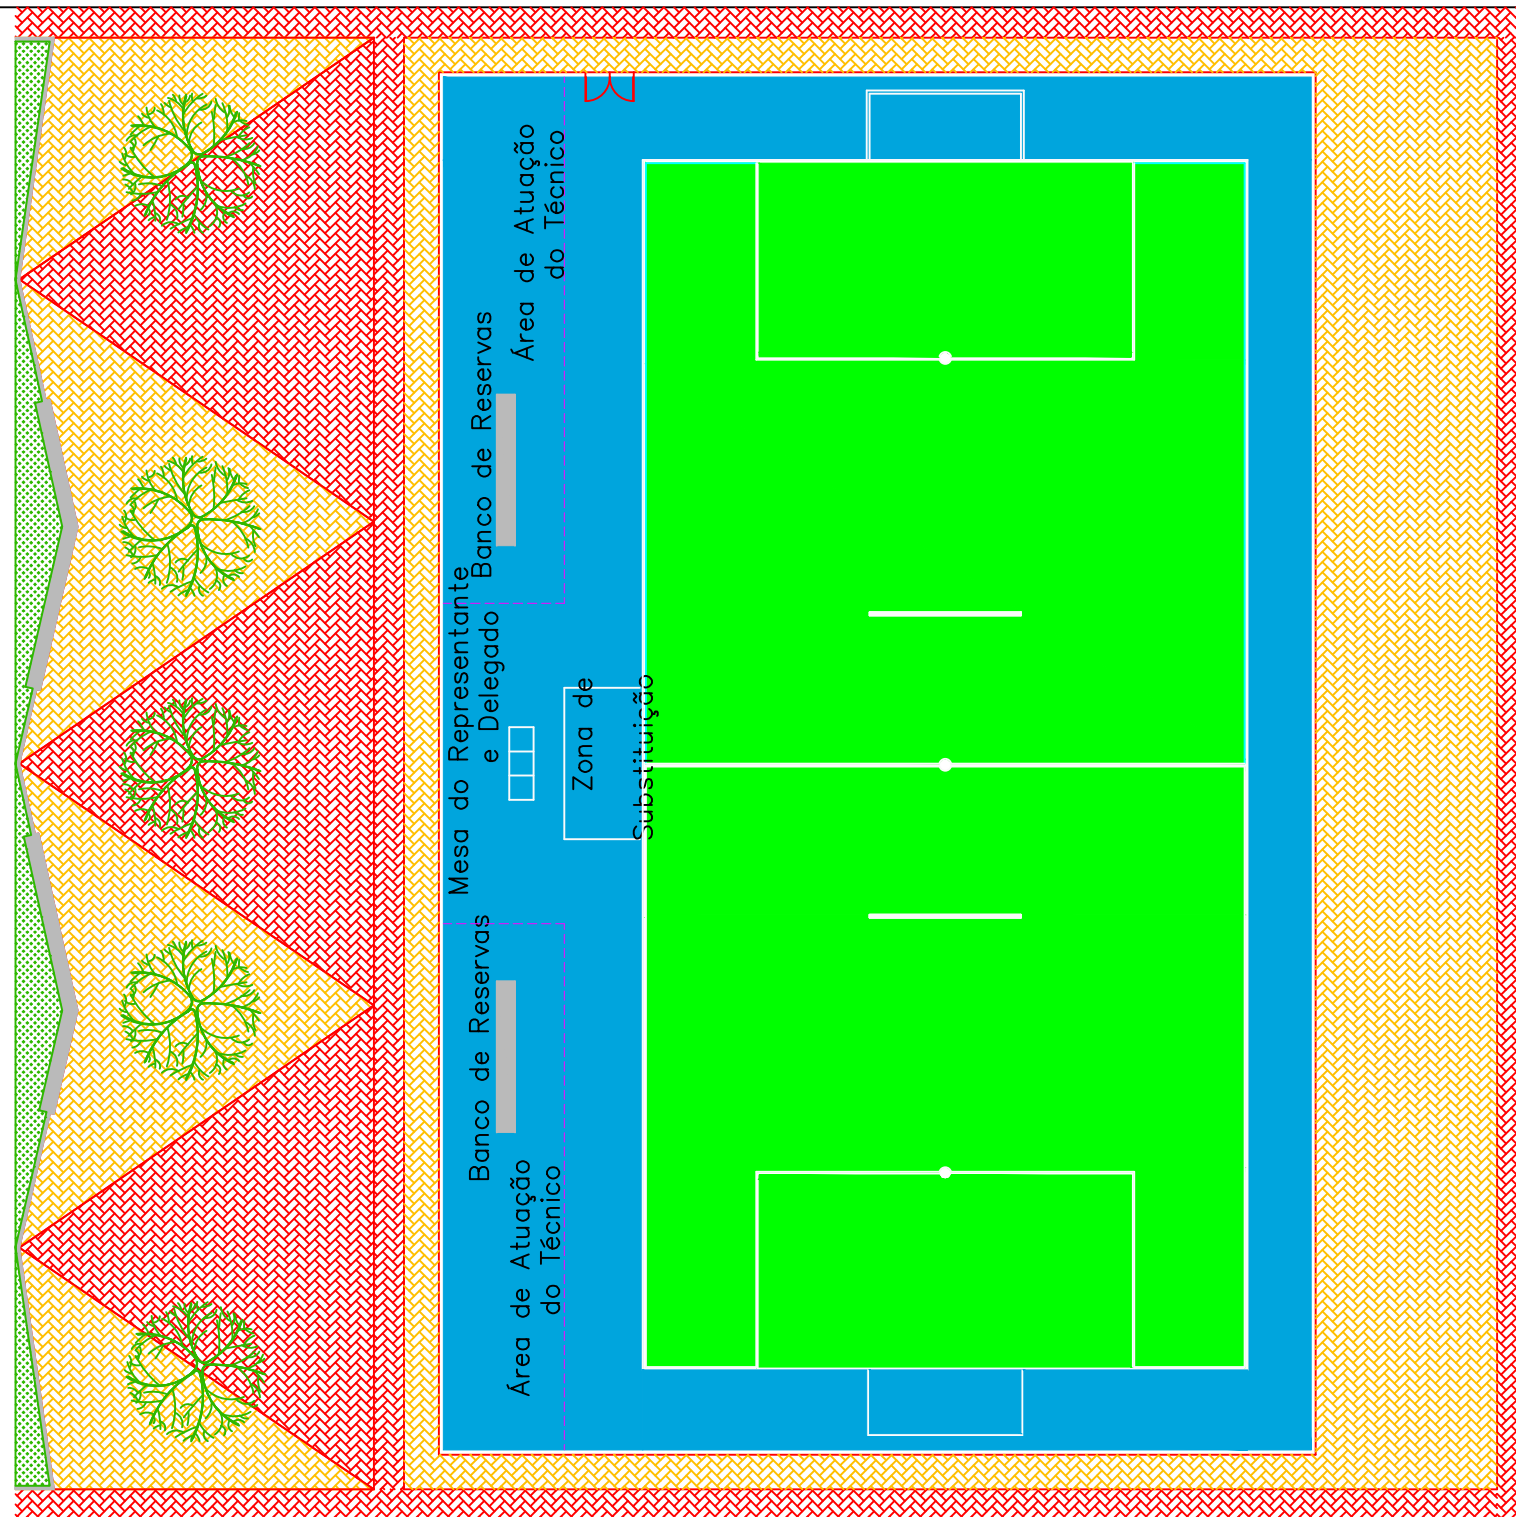 Área de Atuação
do Técnico
Banco de Reservas
Mesa do Representante
e Delegado
Zona de
Substituição
Banco de Reservas
Área de Atuação
do Técnico